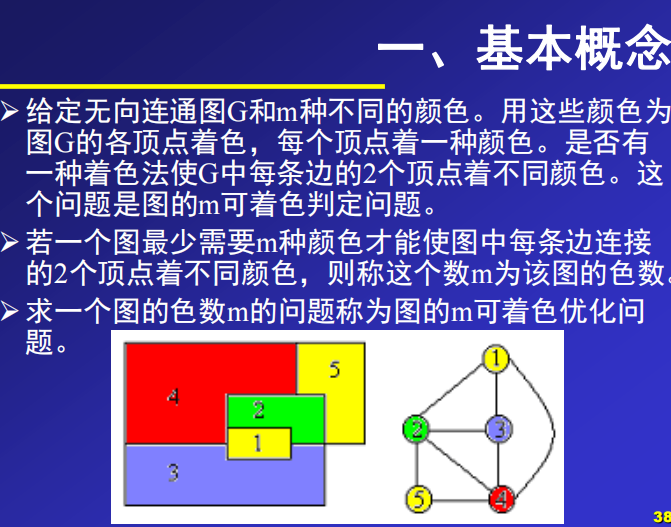 一、基本概念
➢ 给定无向连通图G和m种不同的颜色。用这些颜色为
图G的各顶点着色，每个顶点着一种颜色。是否有
一种着色法使G中每条边的2个顶点着不同颜色。这
个问题是图的m可着色判定问题。
➢ 若一个图最少需要m种颜色才能使图中每条边连接
的2个顶点着不同颜色，则称这个数m为该图的色数。
➢ 求一个图的色数m的问题称为图的m可着色优化问
题。
4
5
2
1
3
1
2
3
5
4
38